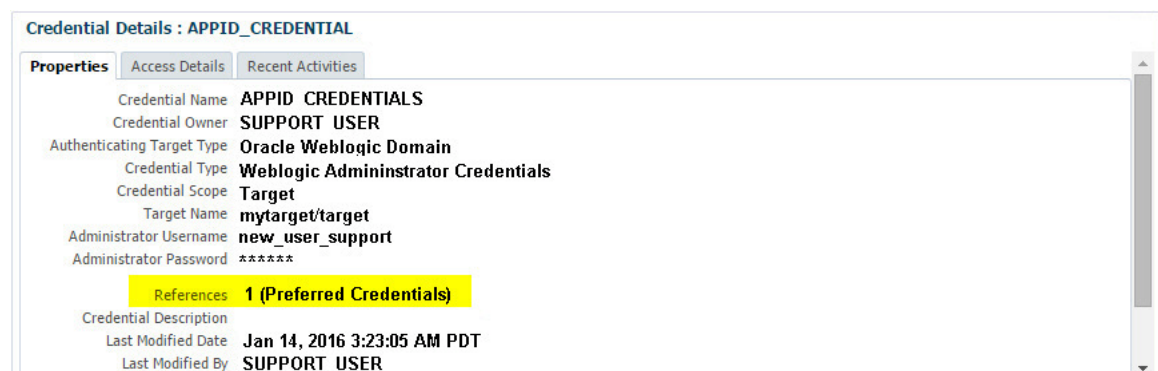 Credential Details : APPID_CREDENTIAL
Properties Access Details Recent Activities
Credential Name APPID CREDENTIALS
Credential Owner SUPPORT USER
Authenticating Target Type Oracle Weblogic Domain
Credential Type Weblogic Admininstrator Credentials
Credential Scope Target
Target Name mytarget/target
Administrator Username new_user_support
Administrator Password ******
References 1 (Preferred Credentials)
Credential Description
Last Modified Date Jan 14, 2016 3:23:05 AM PDT
Last Modified By SUPPORT USER